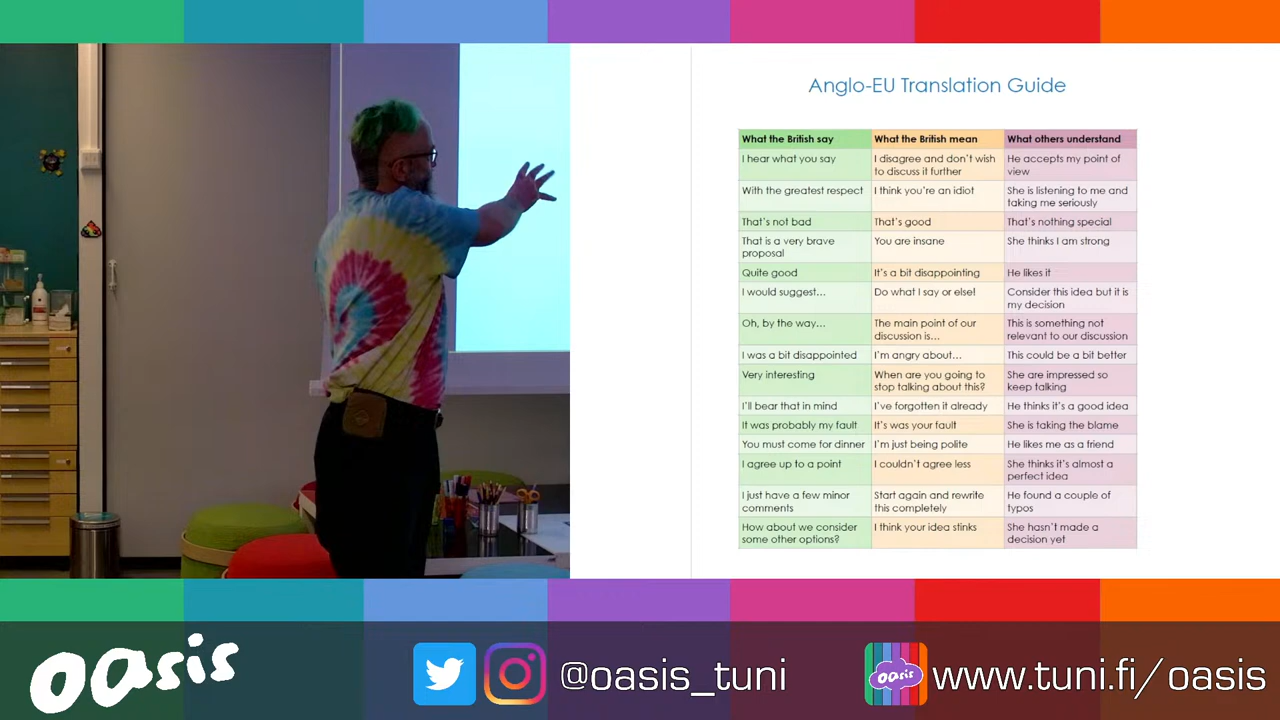 Anglo-EU Translation Guide
What the British say What the British mean What others understand
I hear what you say I disagree and don't wish to discuss it further He accepts my point of view
With the greatest respect I think you're an idiot She is listening to me and taking me seriously
That's not bad That's good That's nothing special
That is a very brave proposal You are insane She thinks I am strong
Quite good It's a bit disappointing He likes it
I would suggest... Do what I say or else! Consider this idea but it is my decision
Oh, by the way... The main point of our discussion is... This is something not relevant to our discussion
I was a bit disappointed I'm angry about... This could be a bit better
Very interesting When are you going to stop talking about this? She are impressed so keep talking
I'll bear that in mind I've forgotten it already He thinks it's a good idea
It was probably my fault It's was your fault She is taking the blame
You must come for dinner I'm just being polite He likes me as a friend
I agree up to a point I couldn't agree less She thinks it's almost a perfect idea
I just have a few minor comments Start again and rewrite this completely He found a couple of typos
How about we consider some other options? I think your idea stinks She hasn't made a decision yet
oasis
@oasis_tuni
oasis
www.tuni.fi/oasis